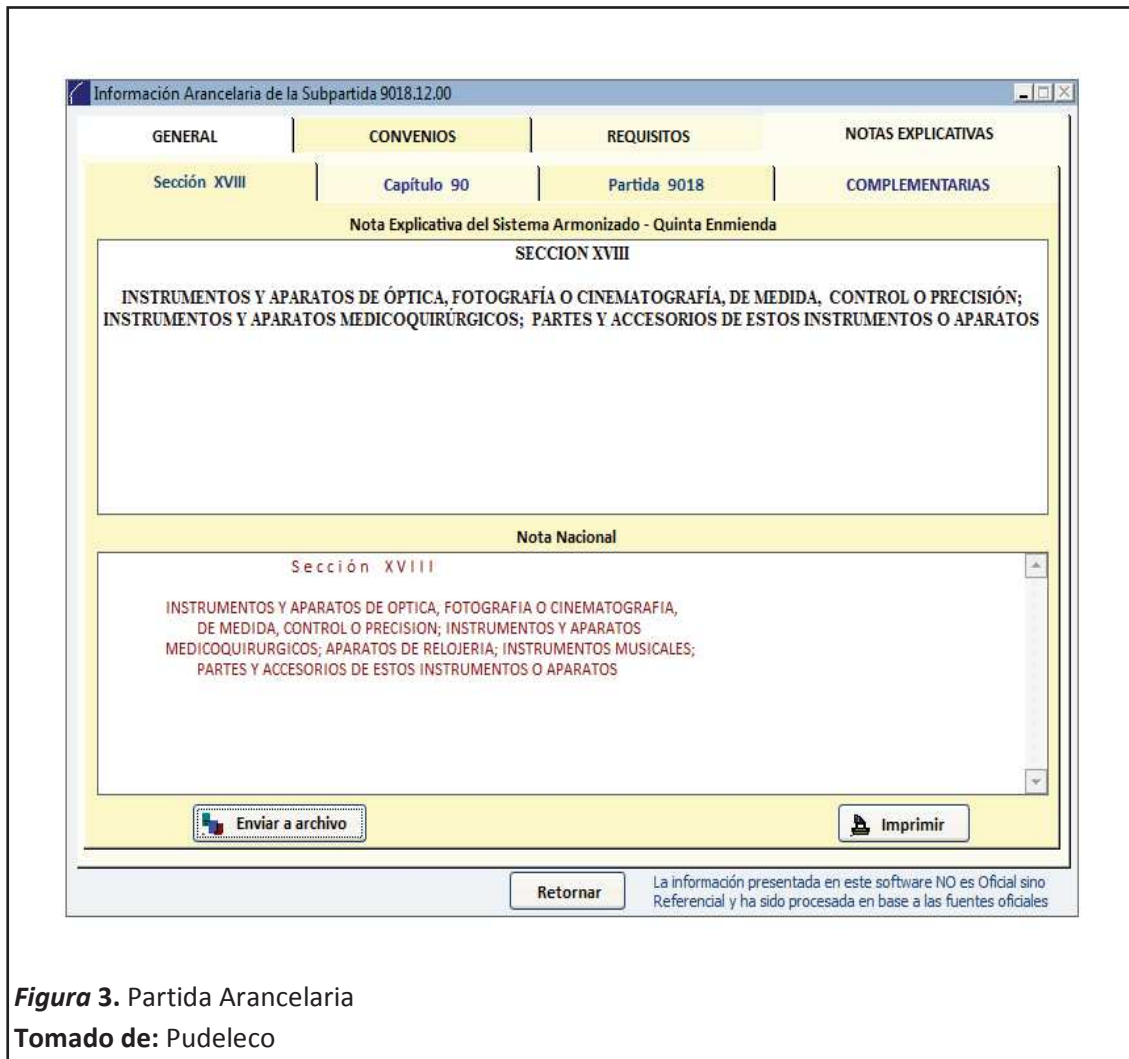 Información Arancelaria de la Subpartida 9018.12.00
GENERAL CONVENIOS REQUISITOS NOTAS EXPLICATIVAS
Sección XVIII Capítulo 90 Partida 9018 COMPLEMENTARIAS
Nota Explicativa del Sistema Armonizado - Quinta Enmienda
SECCION XVIII
INSTRUMENTOS Y APARATOS DE ÓPTICA, FOTOGRAFÍA O CINEMATOGRAFÍA, DE MEDIDA, CONTROL O PRECISIÓN;
INSTRUMENTOS Y APARATOS MEDICOQUIRÚRGICOS; PARTES Y ACCESORIOS DE ESTOS INSTRUMENTOS O APARATOS
Nota Nacional
Sección XVIII
INSTRUMENTOS Y APARATOS DE OPTICA, FOTOGRAFIA O CINEMATOGRAFIA,
DE MEDIDA, CONTROL O PRECISION; INSTRUMENTOS Y APARATOS
MEDICOQUIRURGICOS; APARATOS DE RELOJERIA; INSTRUMENTOS MUSICALES;
PARTES Y ACCESORIOS DE ESTOS INSTRUMENTOS O APARATOS
Enviar a archivo Imprimir
Retornar La información presentada en este software NO es Oficial sino
Referencial y ha sido procesada en base a las fuentes oficiales
Figura 3. Partida Arancelaria
Tomado de: Pudeleco